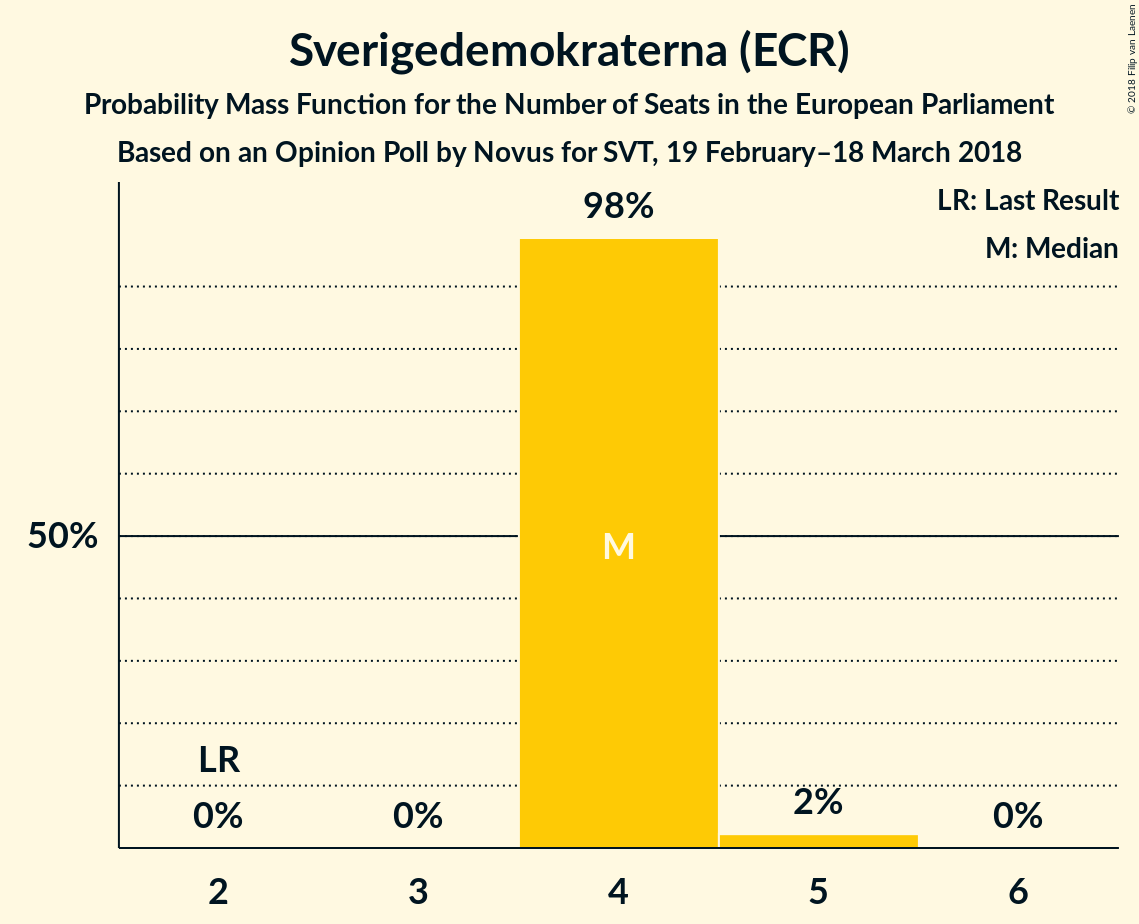 Sverigedemokraterna (ECR)
Probability Mass Function for the Number of Seats in the European Parliament
Based on an Opinion Poll by Novus for SVT, 19 February–18 March 2018
© 2018 Filip van Laenen
LR: Last Result
M: Median
98%
50%
M
LR
0%
0%
2%
0%
2
3
4
5
6